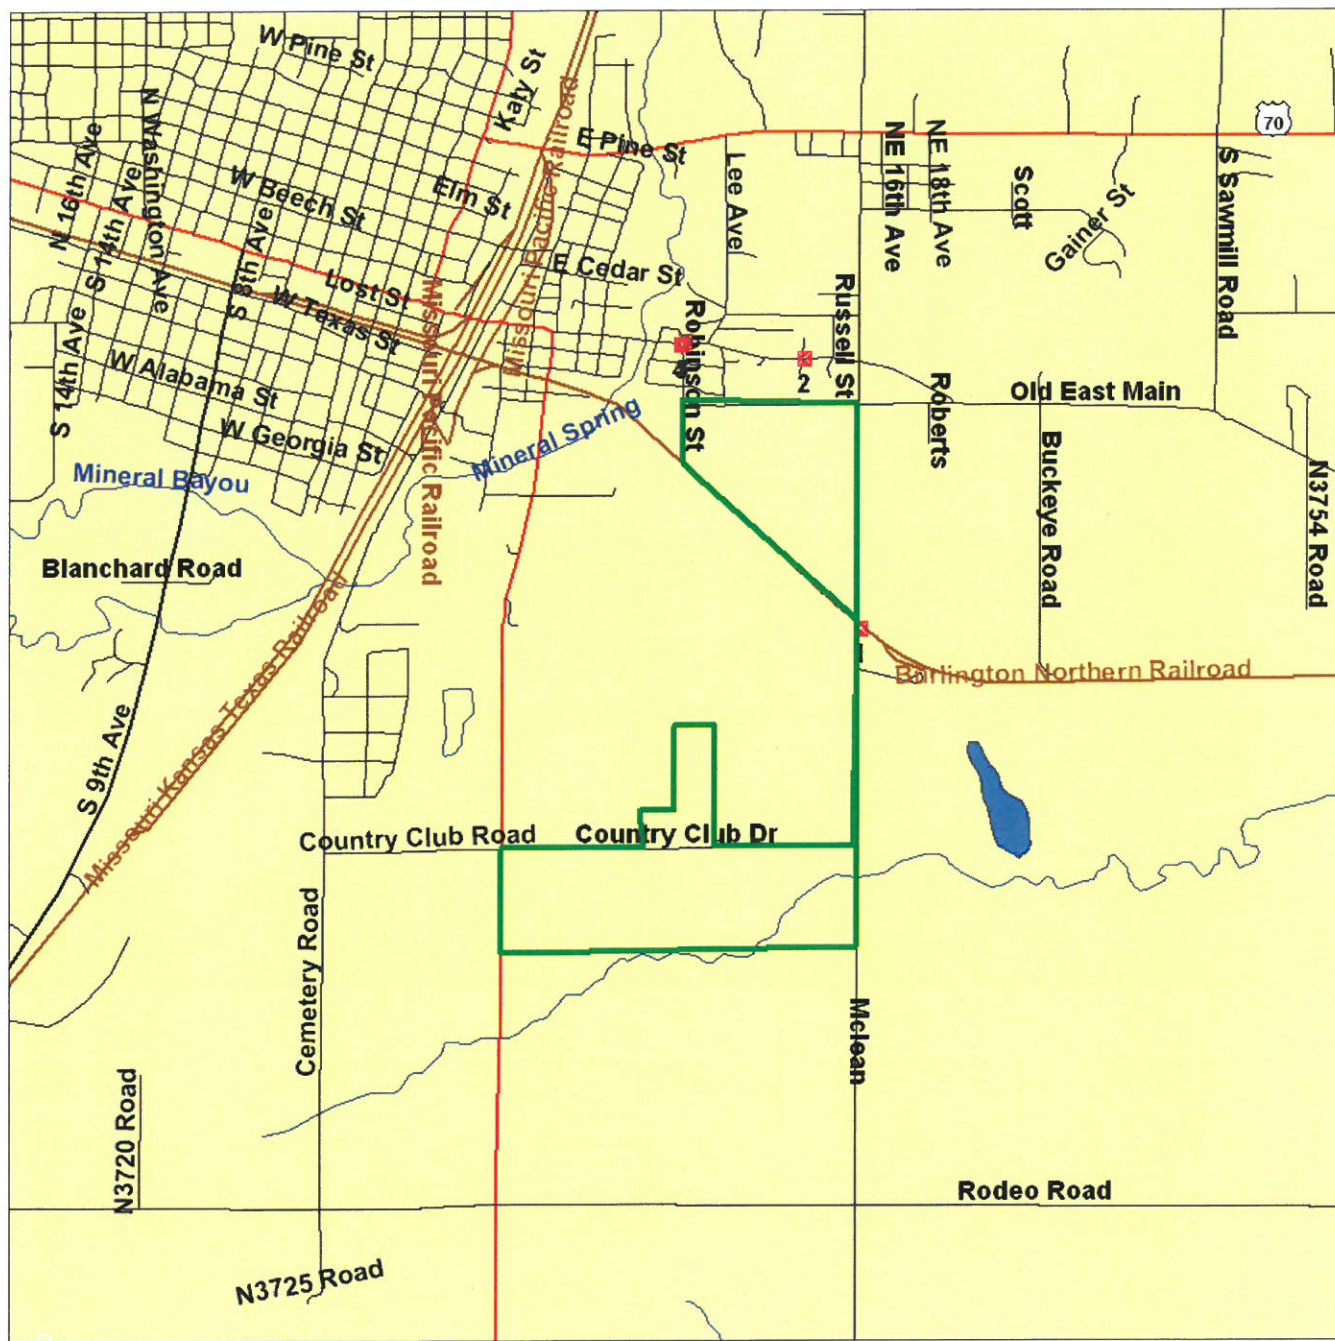 W Pine St
Katy St
Missouri Pacific Railroad
E Pine St
70
N 16th Ave
N Washington Ave
S 14th Ave
W Beech St
Elm St
Lee Ave
NE 16th Ave
NE 18th Ave
Scott
Gainer St
S Sawmill Road
S 8th Ave
Lost St
E Cedar St
W Texas St
Missouri Pacific Railroad
Robinson St
Russell St
4
2
S 14th Ave
W Alabama St
W Georgia St
Mineral Spring
Mineral Bayou
Roberts
Old East Main
Buckeye Road
N3754 Road
Blanchard Road
Missouri Kansas Texas Railroad
Burlington Northern Railroad
S 9th Ave
Country Club Road
Country Club Dr
Cemetery Road
Mclean
N3720 Road
Rodeo Road
N3725 Road